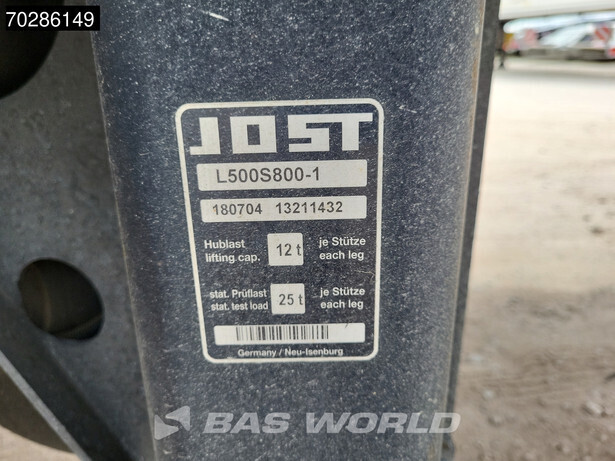 70286149
JOST
L500S800-1
180704 13211432
Hublast
lifting cap.
12 t
je Stütze
each leg
stat. Prüflast
stat. test load
25 t
je Stütze
each leg
Germany / Neu-Isenburg
BAS WORLD